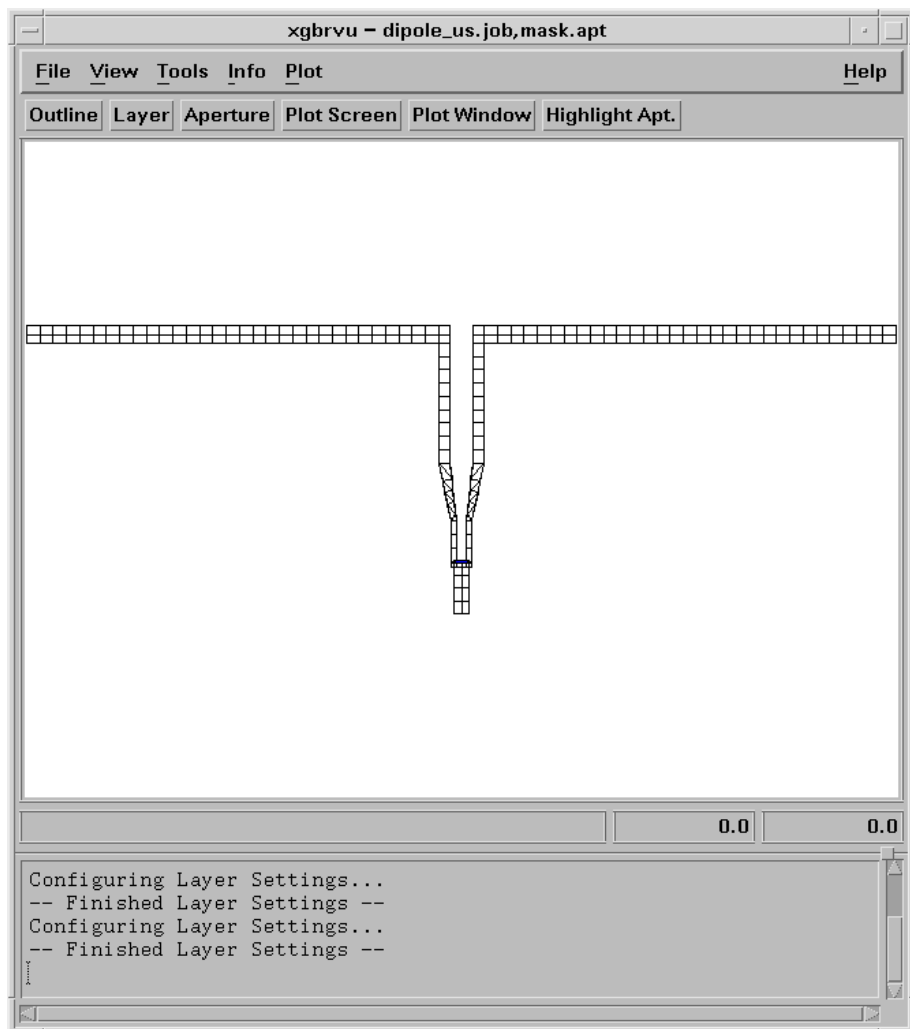 xgbrvu – dipole_us.job,mask.apt
File View Tools Info Plot Help
Outline Layer Aperture Plot Screen Plot Window Highlight Apt.
0.0 0.0
Configuring Layer Settings...
-- Finished Layer Settings --
Configuring Layer Settings...
-- Finished Layer Settings --